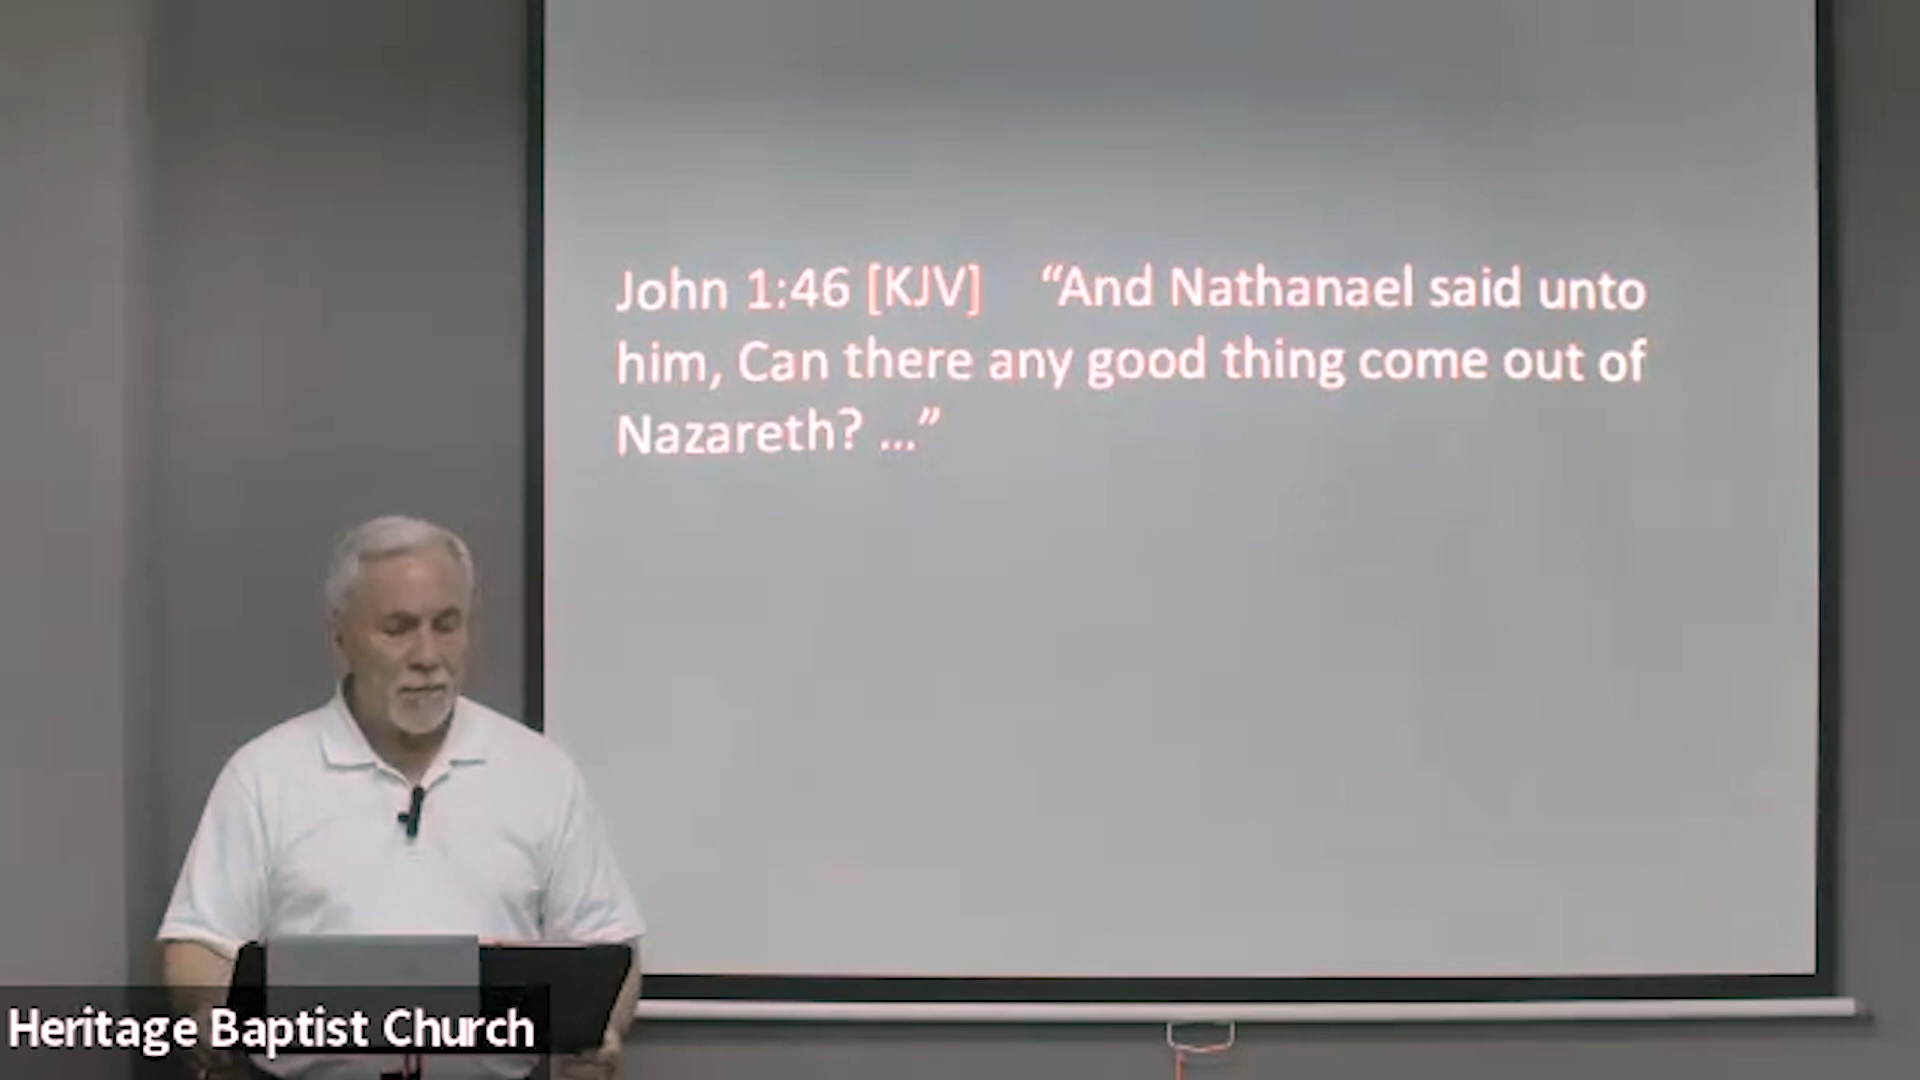 John 1:46 [KJV] “And Nathanael said unto
him, Can there any good thing come out of
Nazareth? ...”
Heritage Baptist Church